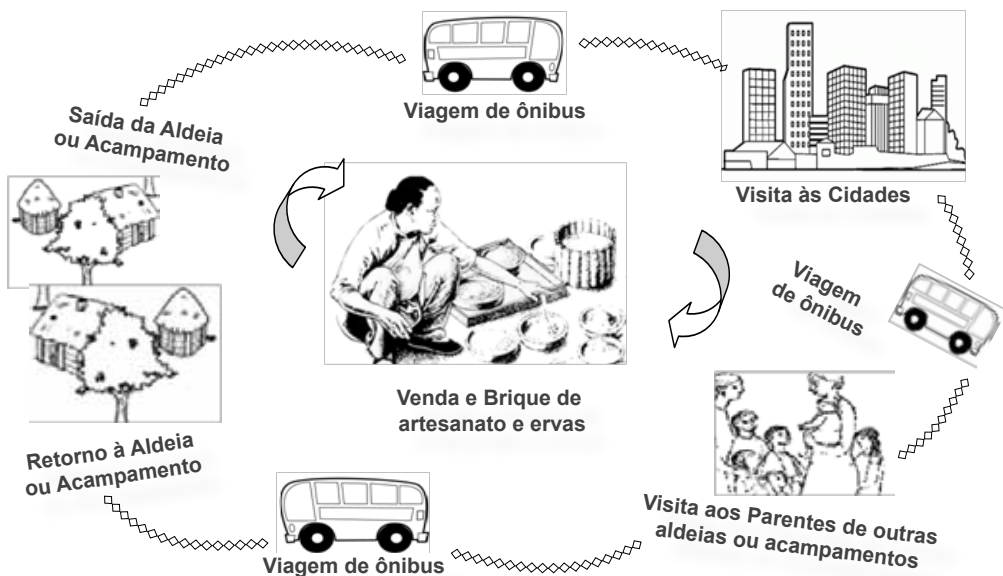 Saída da Aldeia
ou Acampamento
Viagem de ônibus
Visita às Cidades
Viagem
de ônibus
Venda e Brique de
artesanato e ervas
Visita aos Parentes de outras
aldeias ou acampamentos
Viagem de ônibus
Retorno à Aldeia
ou Acampamento